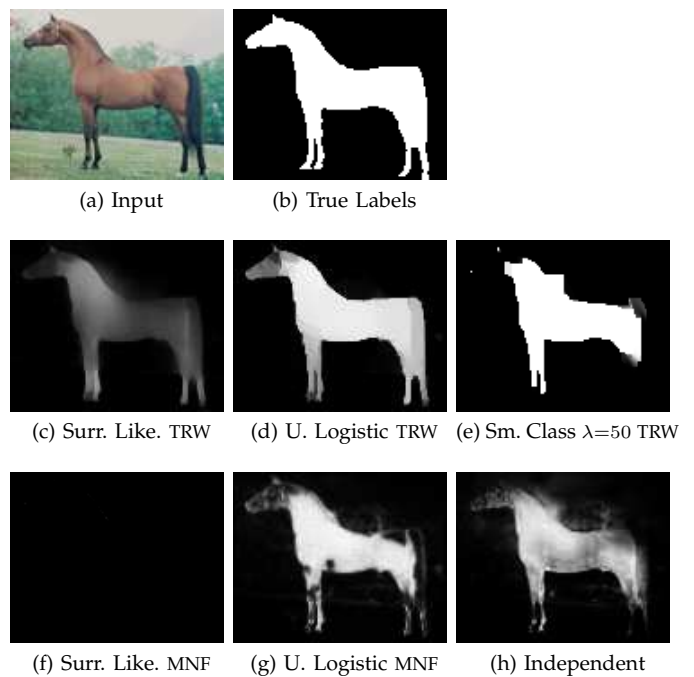 (a) Input
(b) True Labels
(c) Surr. Like. TRW
(d) U. Logistic TRW
(e) Sm. Class λ=50 TRW
(f) Surr. Like. MNF
(g) U. Logistic MNF
(h) Independent